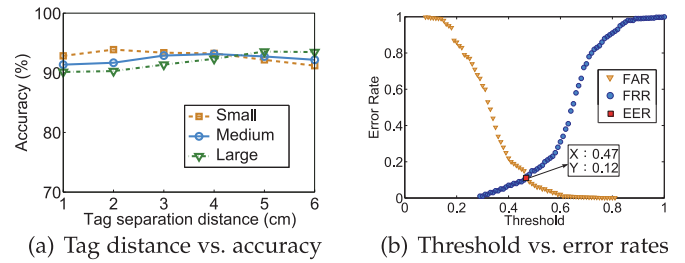 100
90
80
70
Accuracy (%)
Small
Medium
Large
1 2 3 4 5 6
Tag separation distance (cm)
(a) Tag distance vs. accuracy
1
0.8
0.6
0.4
0.2
0
Error Rate
FAR
FRR
EER
X : 0.47
Y : 0.12
0 0.2 0.4 0.6 0.8 1
Threshold
(b) Threshold vs. error rates